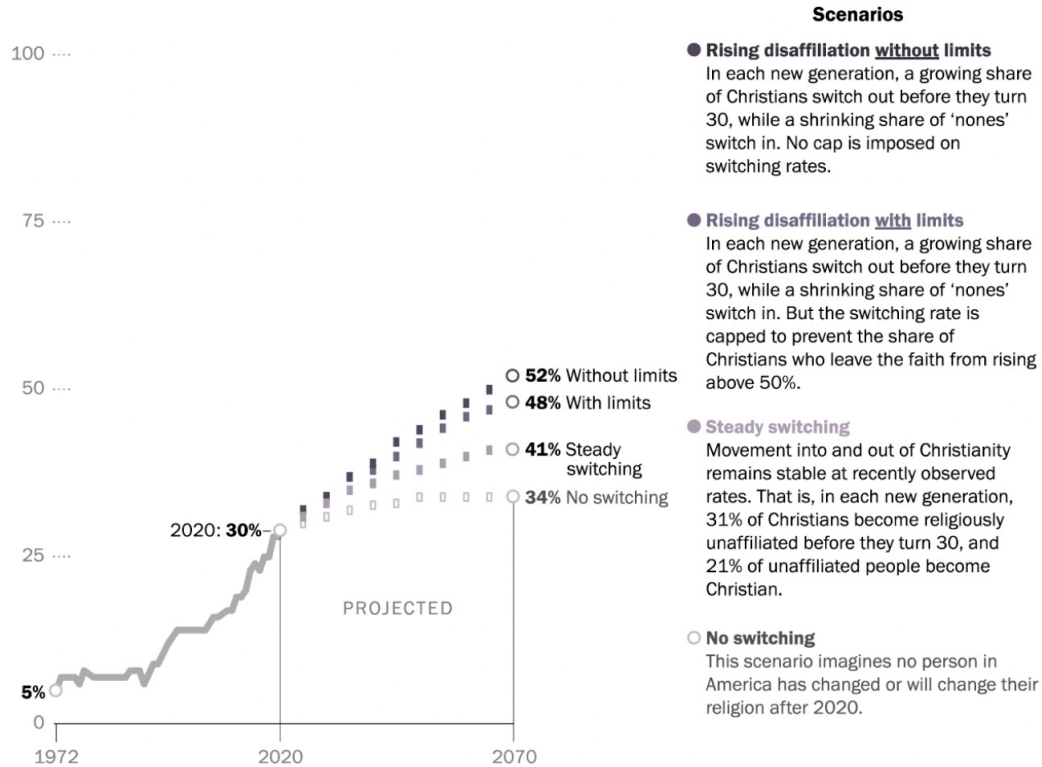 Scenarios
100 ....
Rising disaffiliation without limits
In each new generation, a growing share
of Christians switch out before they turn
30, while a shrinking share of ‘nones’
switch in. No cap is imposed on
switching rates.
75 ....
Rising disaffiliation with limits
In each new generation, a growing share
of Christians switch out before they turn
30, while a shrinking share of ‘nones’
switch in. But the switching rate is
capped to prevent the share of
Christians who leave the faith from rising
above 50%.
50 ....
52% Without limits
48% With limits
41% Steady
switching
34% No switching
Steady switching
Movement into and out of Christianity
remains stable at recently observed
rates. That is, in each new generation,
31% of Christians become religiously
unaffiliated before they turn 30, and
21% of unaffiliated people become
Christian.
2020: 30%
25 ....
PROJECTED
No switching
This scenario imagines no person in
America has changed or will change their
religion after 2020.
5%
0
1972
2020
2070